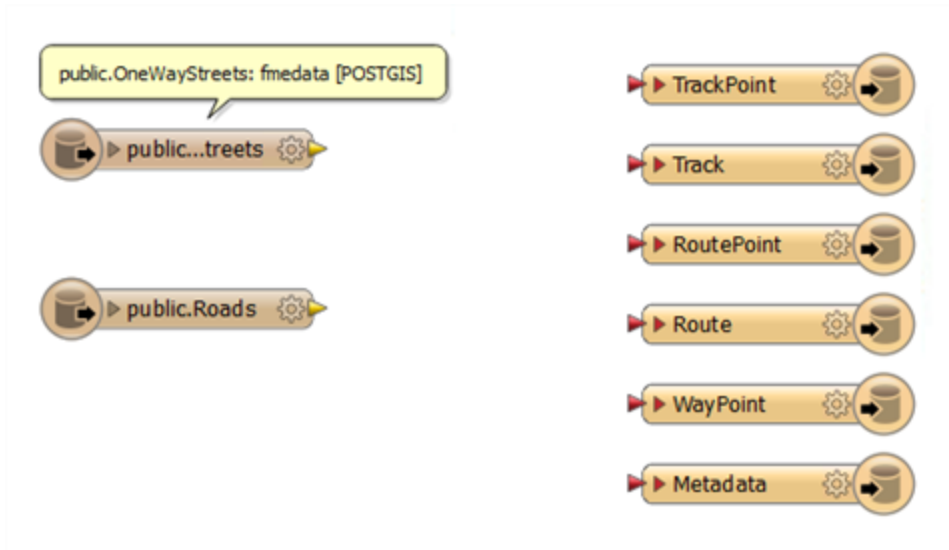 public.OneWayStreets: fmedata [POSTGIS]
public...treets
public.Roads
TrackPoint
Track
RoutePoint
Route
WayPoint
Metadata